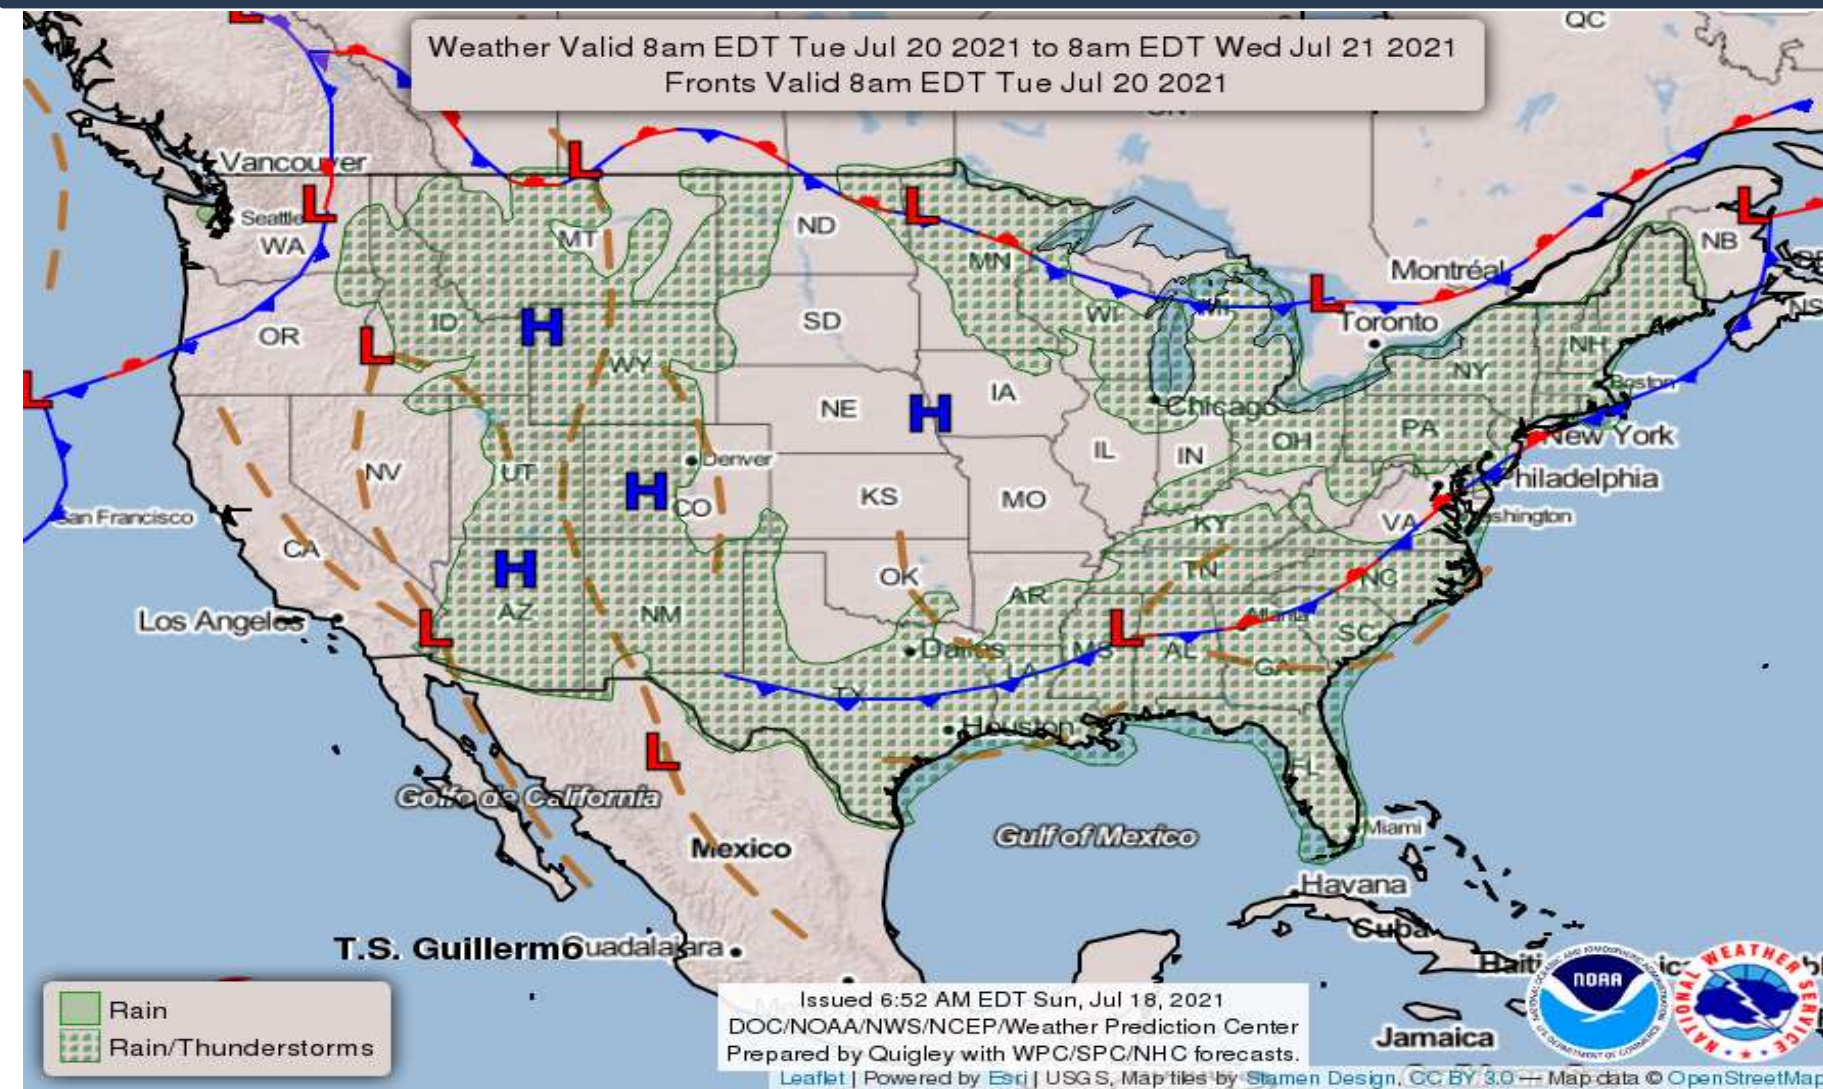 QC
Weather Valid 8am EDT Tue Jul 20 2021 to 8am EDT Wed Jul 21 2021
Fronts Valid 8am EDT Tue Jul 20 2021
L
Vancouver
L
Seattle
L
WA
MT
ND
L
MN
L
NB
Montréal
OR
ID
H
SD
WI
MI
L
Toronto
NH
NS
L
WY
NY
L
NE
H
IA
Chicago
Boston
PA
New York
NV
UT
Denver
IL
IN
OH
H
CO
KS
MO
Philadelphia
San Francisco
KY
VA
CA
H
OK
TN
NC
AZ
NM
AR
Los Angeles
L
Dallas
MS
L
AL
Atlanta
SC
LA
GA
TX
Houston
L
FL
Golfo de California
Gulf of Mexico
Miami
Mexico
Havana
Cuba
T.S. Guillermo
Guadalajara
Haiti
NOAA
NATIONAL WEATHER SERVICE
Rain
Rain/Thunderstorms
Issued 6:52 AM EDT Sun, Jul 18, 2021
DOC/NOAA/NWS/NCEP/Weather Prediction Center
Prepared by Quigley with WPC/SPC/NHC forecasts.
Jamaica
Leaflet | Powered by Esri | USGS, Map tiles by Stamen Design, CC BY 3.0 — Map data © OpenStreetMap